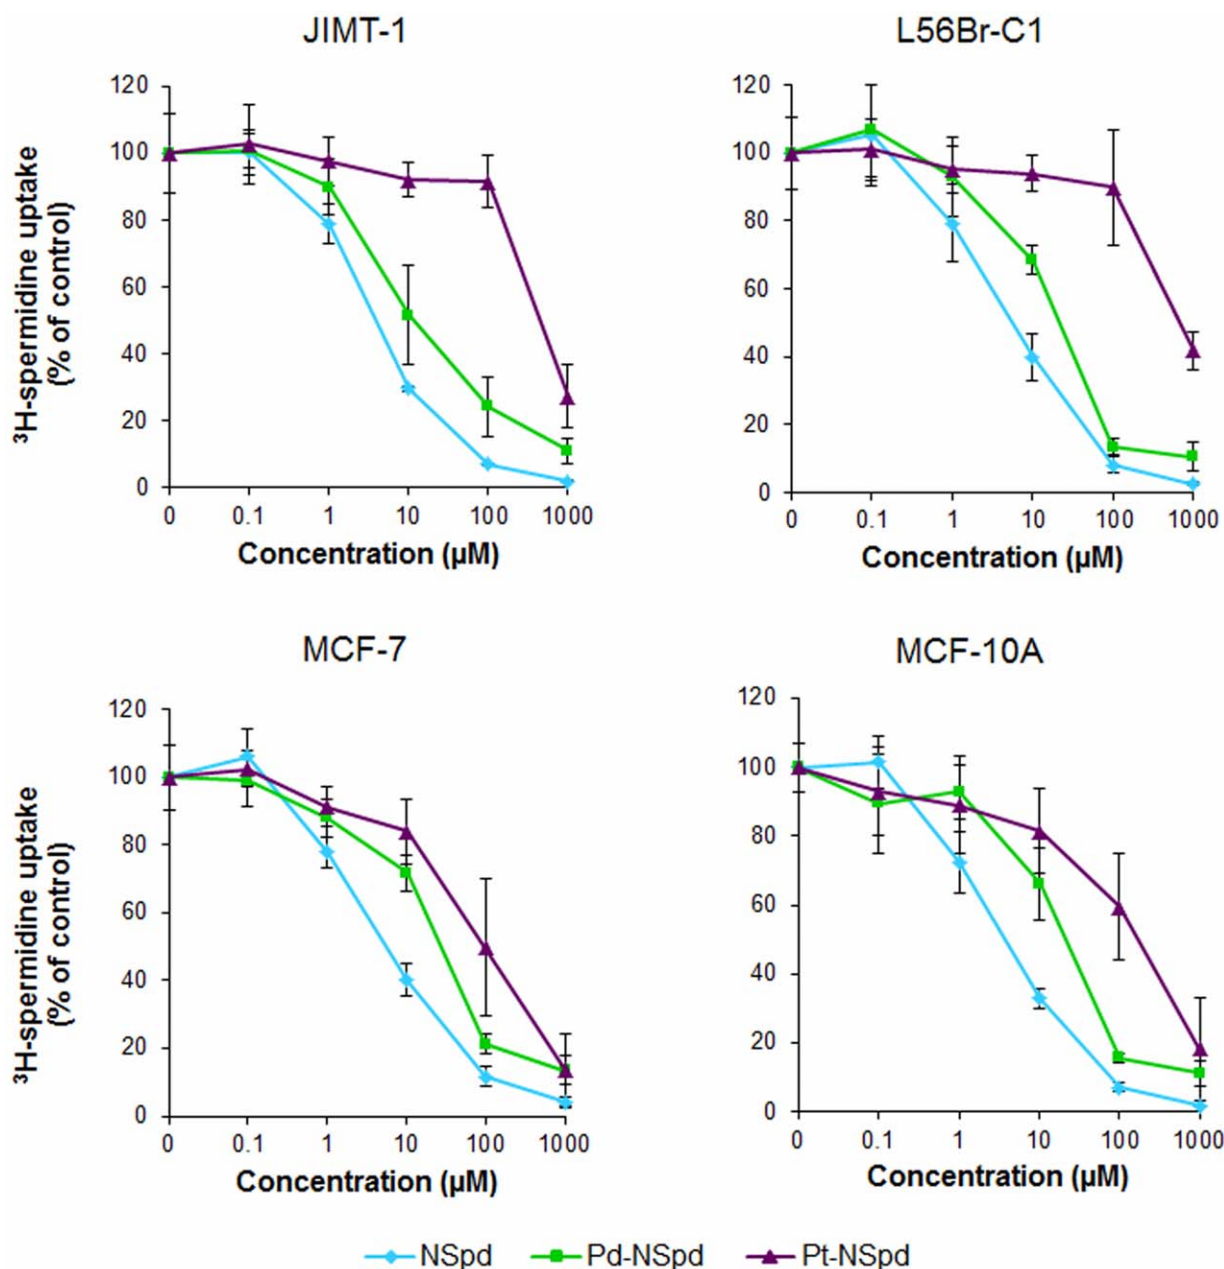 JIMT-1
L56Br-C1
³H-spermidine uptake
(% of control)
120
100
80
60
40
20
0
0 0.1 1 10 100 1000
Concentration (µM)
120
100
80
60
40
20
0
0 0.1 1 10 100 1000
Concentration (µM)
MCF-7
MCF-10A
³H-spermidine uptake
(% of control)
120
100
80
60
40
20
0
0 0.1 1 10 100 1000
Concentration (µM)
120
100
80
60
40
20
0
0 0.1 1 10 100 1000
Concentration (µM)
NSpd Pd-NSpd Pt-NSpd